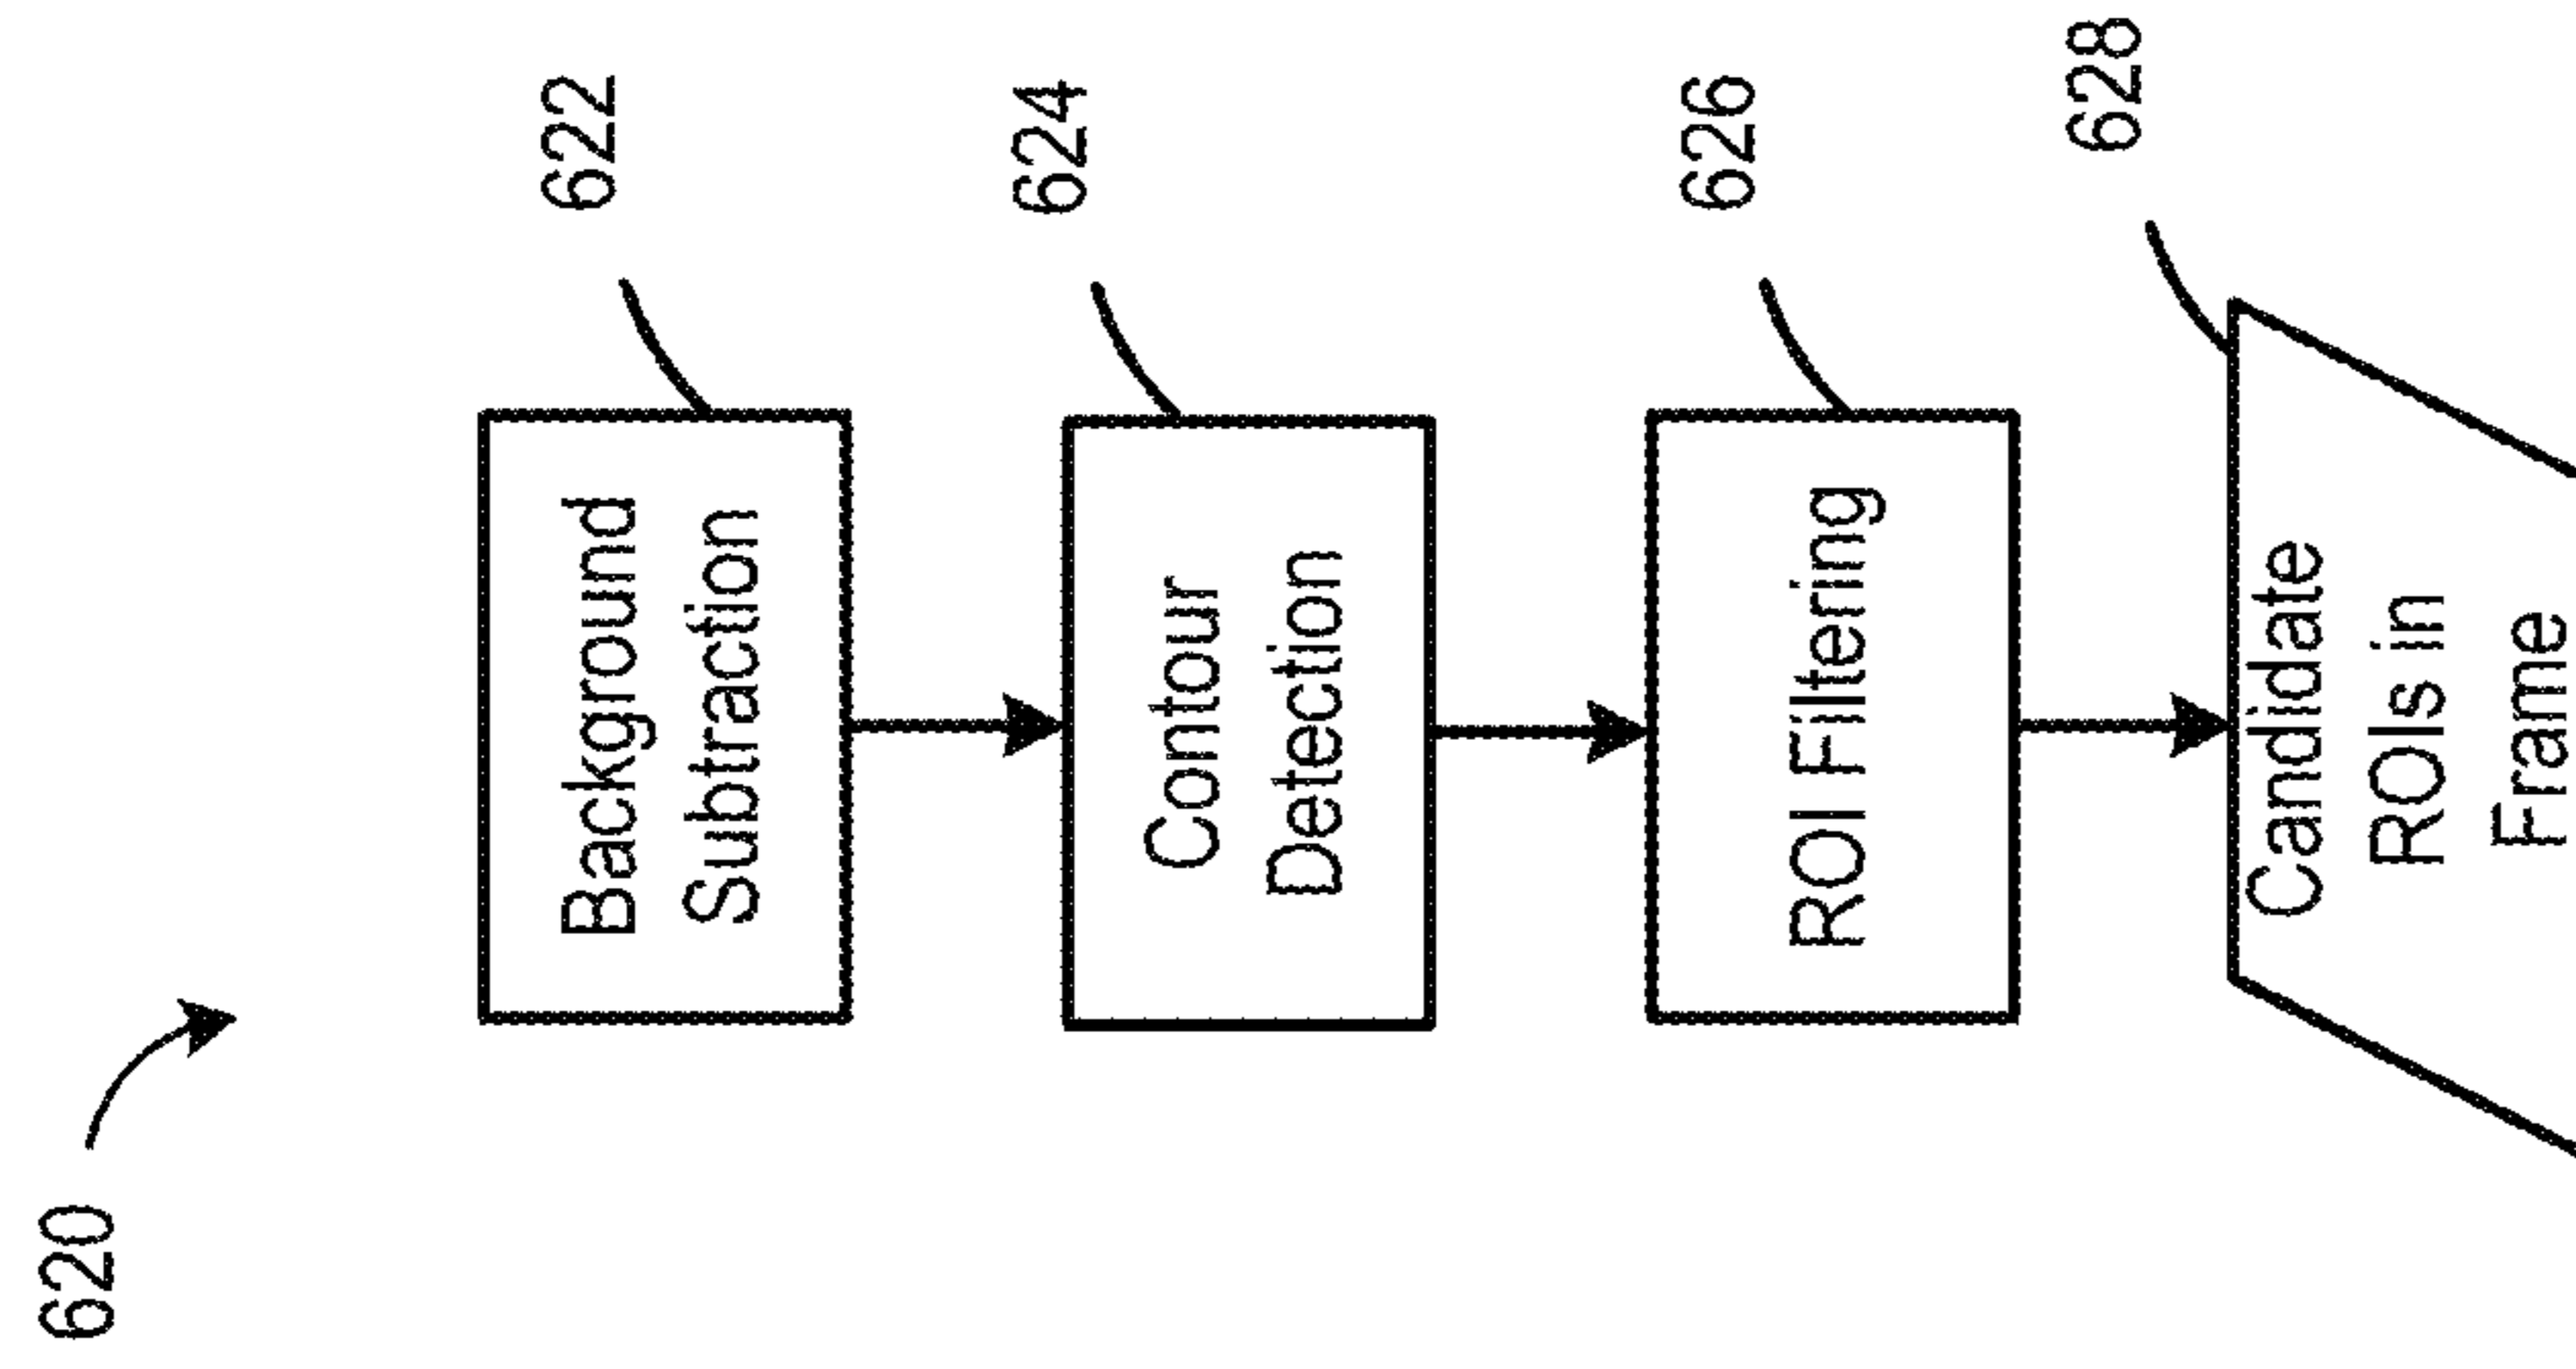 620
622
Background
Subtraction
624
Contour
Detection
626
ROI Filtering
628
Candidate
ROIs in
Frame